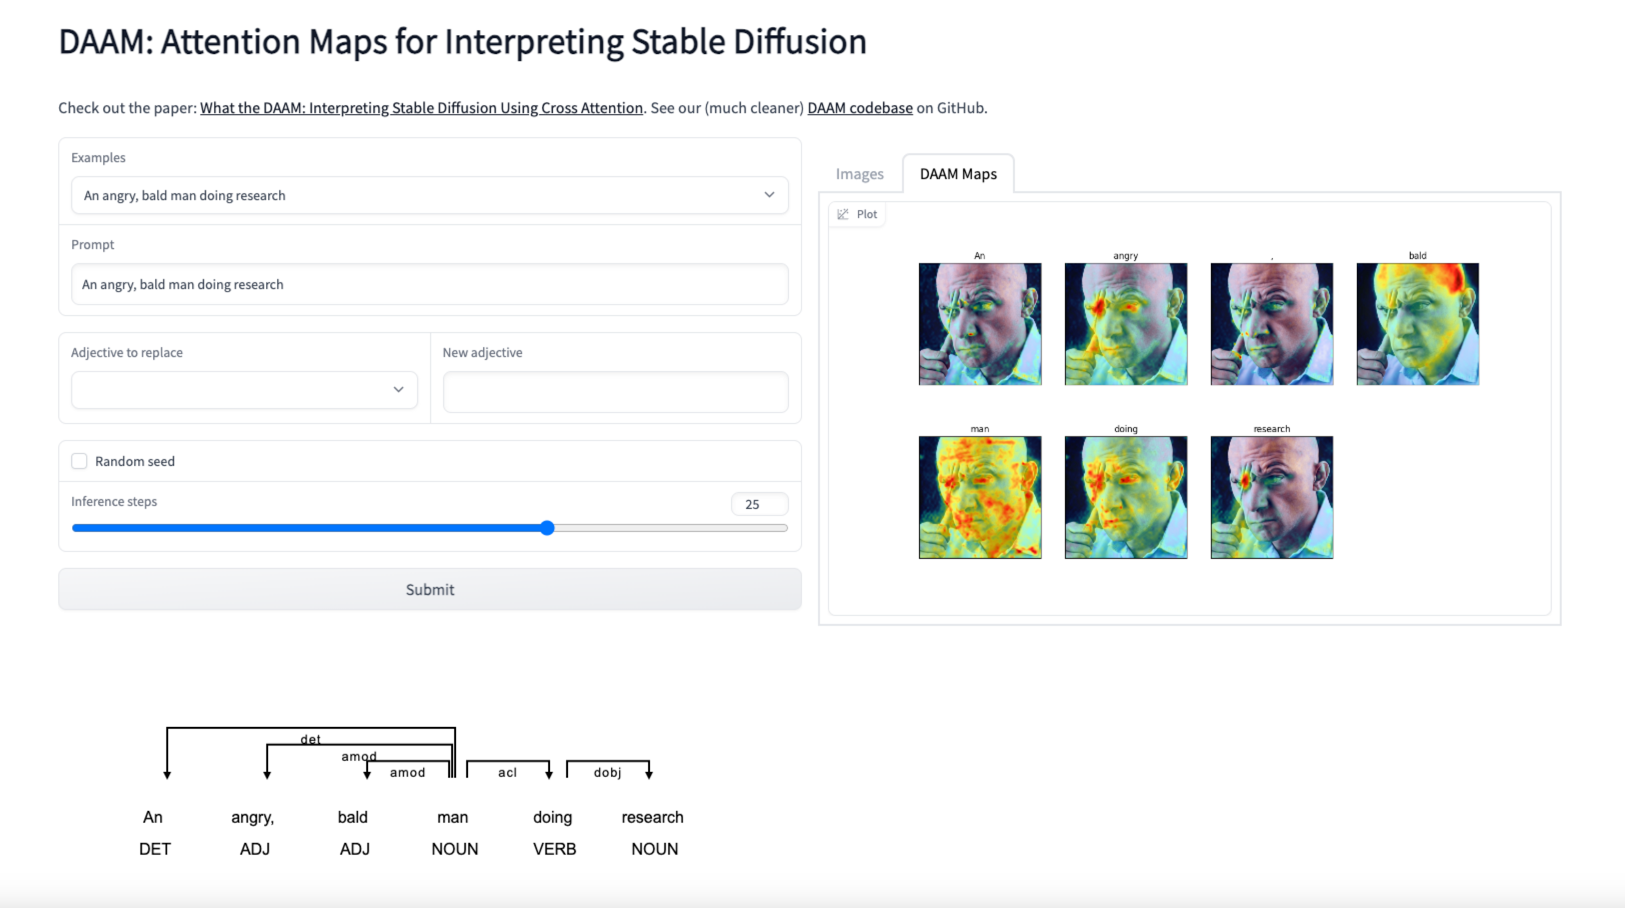 DAAM: Attention Maps for Interpreting Stable Diffusion
Check out the paper: What the DAAM: Interpreting Stable Diffusion Using Cross Attention. See our (much cleaner) DAAM codebase on GitHub.
Examples
An angry, bald man doing research
Prompt
An angry, bald man doing research
Adjective to replace
New adjective
Random seed
Inference steps
25
Submit
Images
DAAM Maps
Plot
An angry , bald
man doing research
det
amod
amod acl dobj
An angry, bald man doing research
DET ADJ ADJ NOUN VERB NOUN